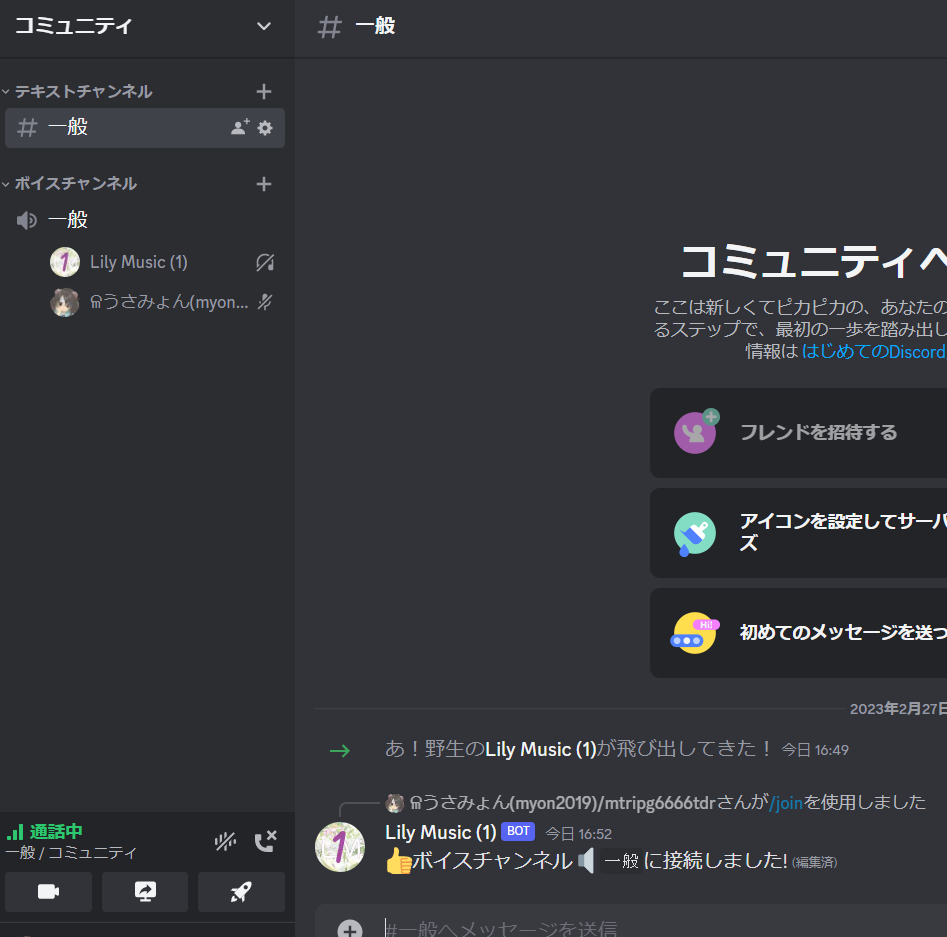 コミュニティ
# 一般
テキストチャンネル
# 一般
ボイスチャンネル
一般
Lily Music (1)
うさみょん(myon...
コミュニティへ
ここは新しくてピカピカの、あなたの
るステップで、最初の一歩を踏み出し
情報は はじめてのDiscord
フレンドを招待する
アイコンを設定してサーバ
ズ
Hi!
初めてのメッセージを送っ
2023年2月27日
あ！野生のLily Music (1)が飛び出してきた！ 今日 16:49
うさみょん(myon2019)/mtripg6666tdrさんが/joinを使用しました
Lily Music (1) BOT 今日 16:52
👍ボイスチャンネル🔈 一般 に接続しました! (編集済)
#一般へメッセージを送信
通話中
一般 / コミュニティ